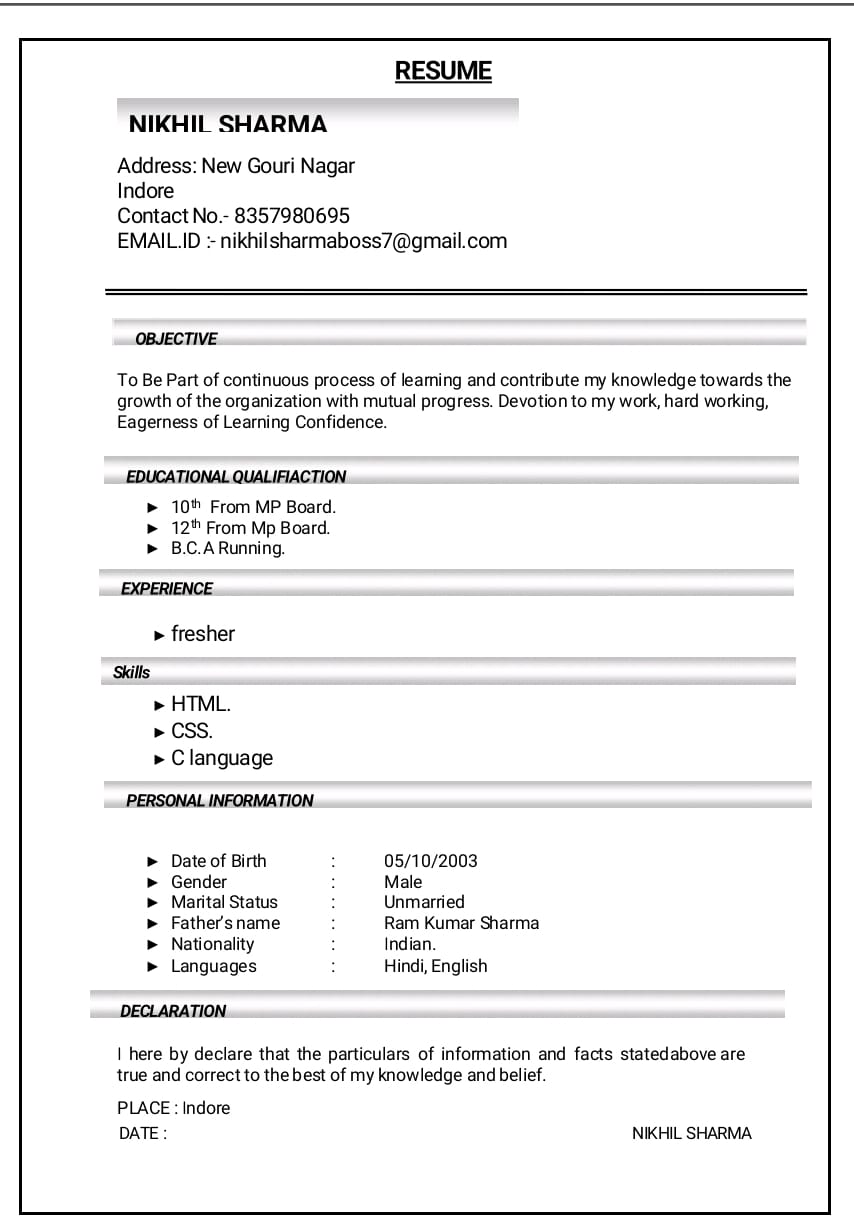 RESUME
NIKHIL SHARMA
Address: New Gouri Nagar
Indore
Contact No.- 8357980695
EMAIL.ID :- nikhilsharmaboss7@gmail.com
OBJECTIVE
To Be Part of continuous process of learning and contribute my knowledge towards the
growth of the organization with mutual progress. Devotion to my work, hard working,
Eagerness of Learning Confidence.
EDUCATIONAL QUALIFIACTION
► 10th From MP Board.
► 12th From Mp Board.
► B.C.A Running.
EXPERIENCE
► fresher
Skills
► HTML.
► CSS.
► C language
PERSONAL INFORMATION
► Date of Birth : 05/10/2003
► Gender : Male
► Marital Status : Unmarried
► Father's name : Ram Kumar Sharma
► Nationality : Indian.
► Languages : Hindi, English
DECLARATION
I here by declare that the particulars of information and facts statedabove are
true and correct to the best of my knowledge and belief.
PLACE : Indore
DATE : NIKHIL SHARMA